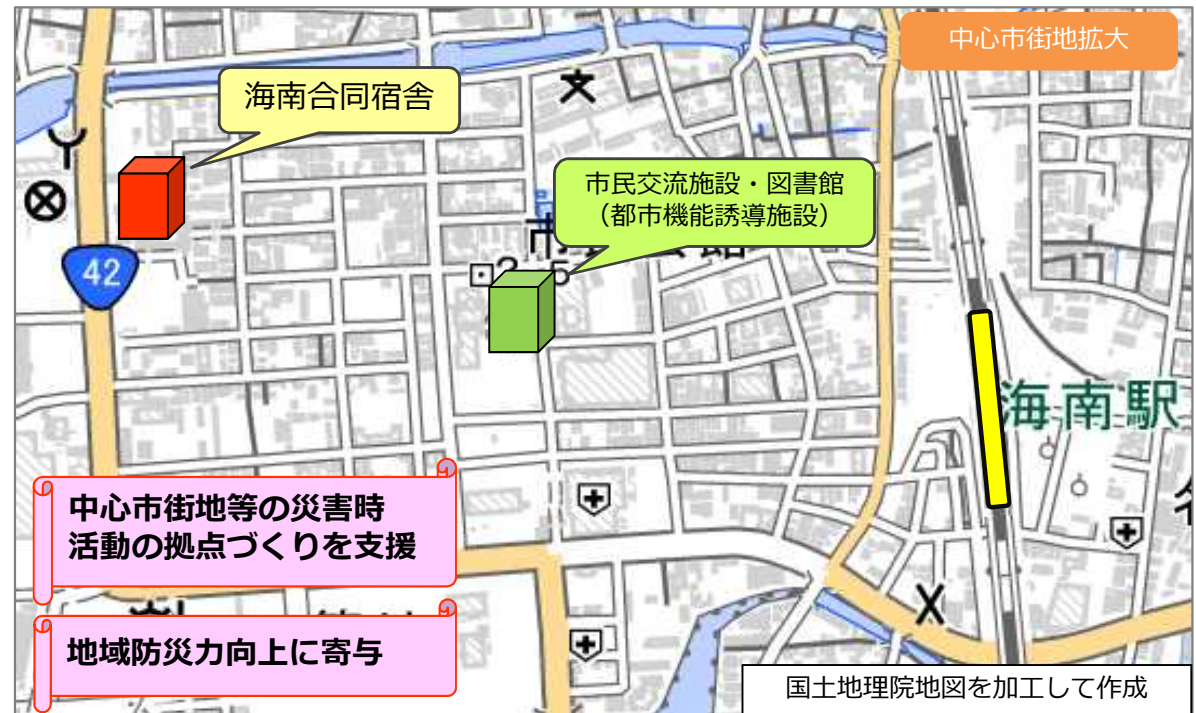 中心市街地拡大
海南合同宿舎
市民交流施設・図書館
（都市機能誘導施設）
42
海南駅
中心市街地等の災害時
活動の拠点づくりを支援
地域防災力向上に寄与
国土地理院地図を加工して作成